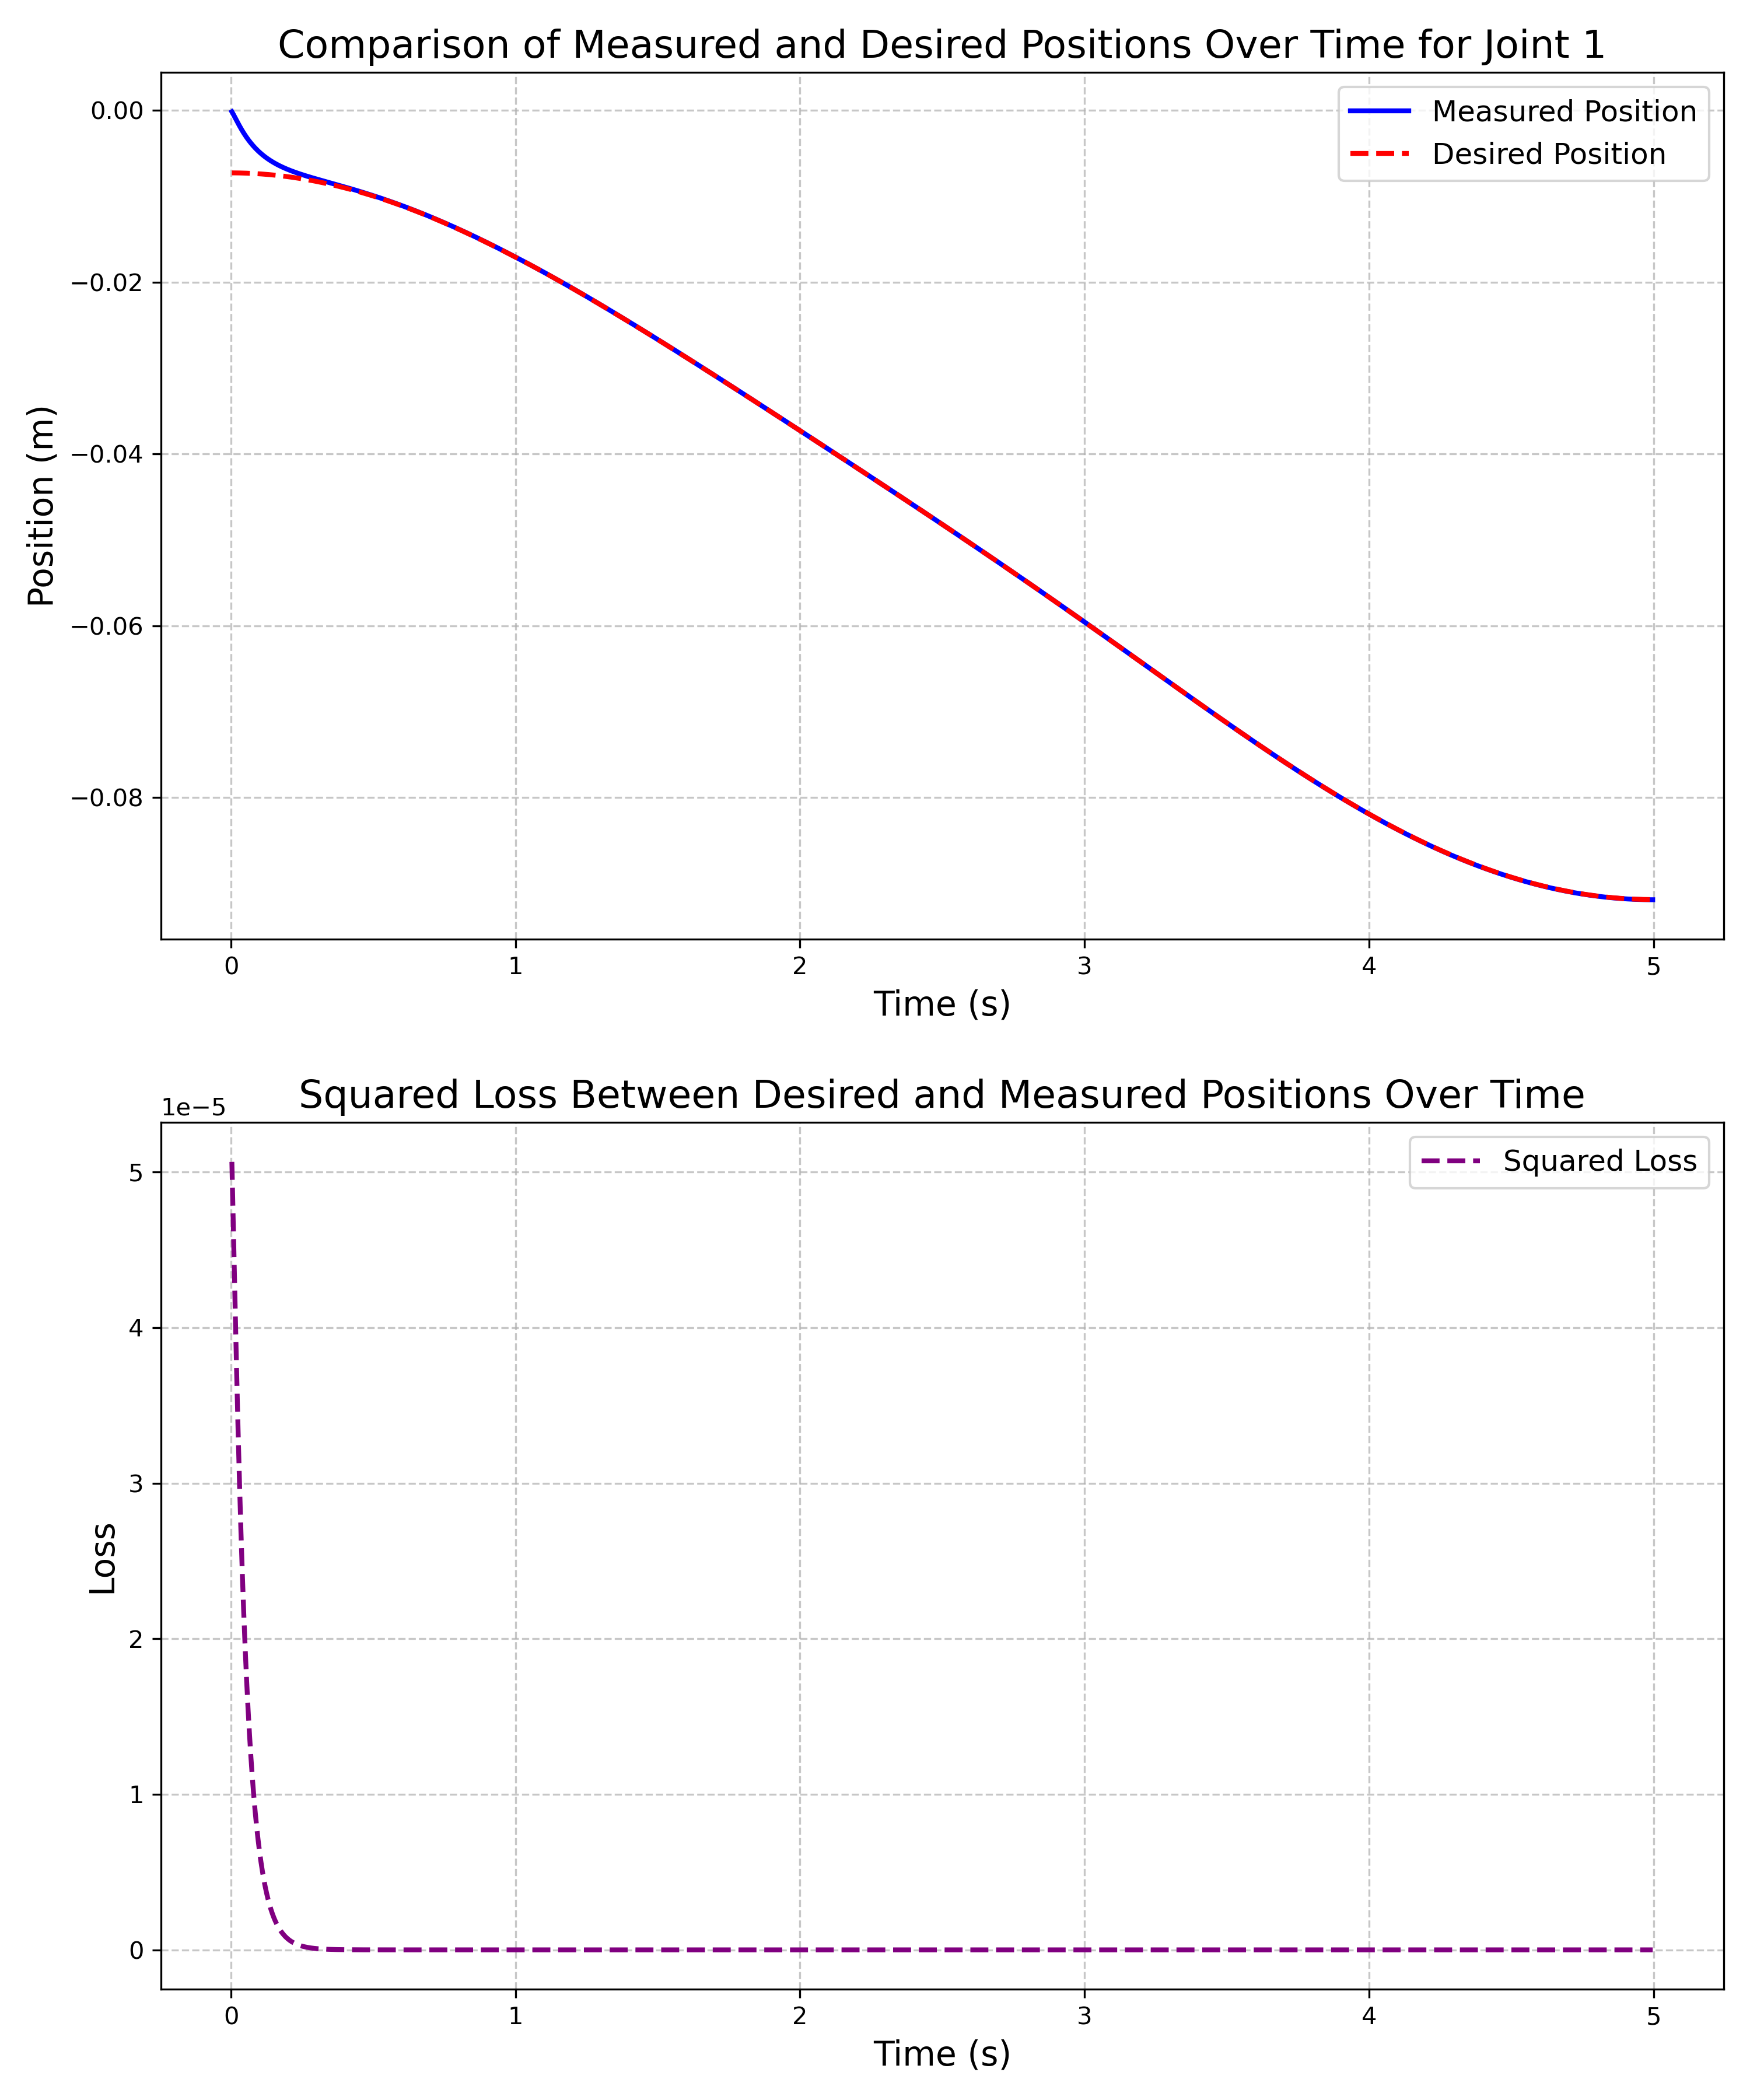 Comparison of Measured and Desired Positions Over Time for Joint 1
Measured Position
Desired Position
0.00
−0.02
−0.04
−0.06
−0.08
Position (m)
0 1 2 3 4 5
Time (s)
Squared Loss Between Desired and Measured Positions Over Time
1e−5
Squared Loss
5
4
3
2
1
0
Loss
0 1 2 3 4 5
Time (s)